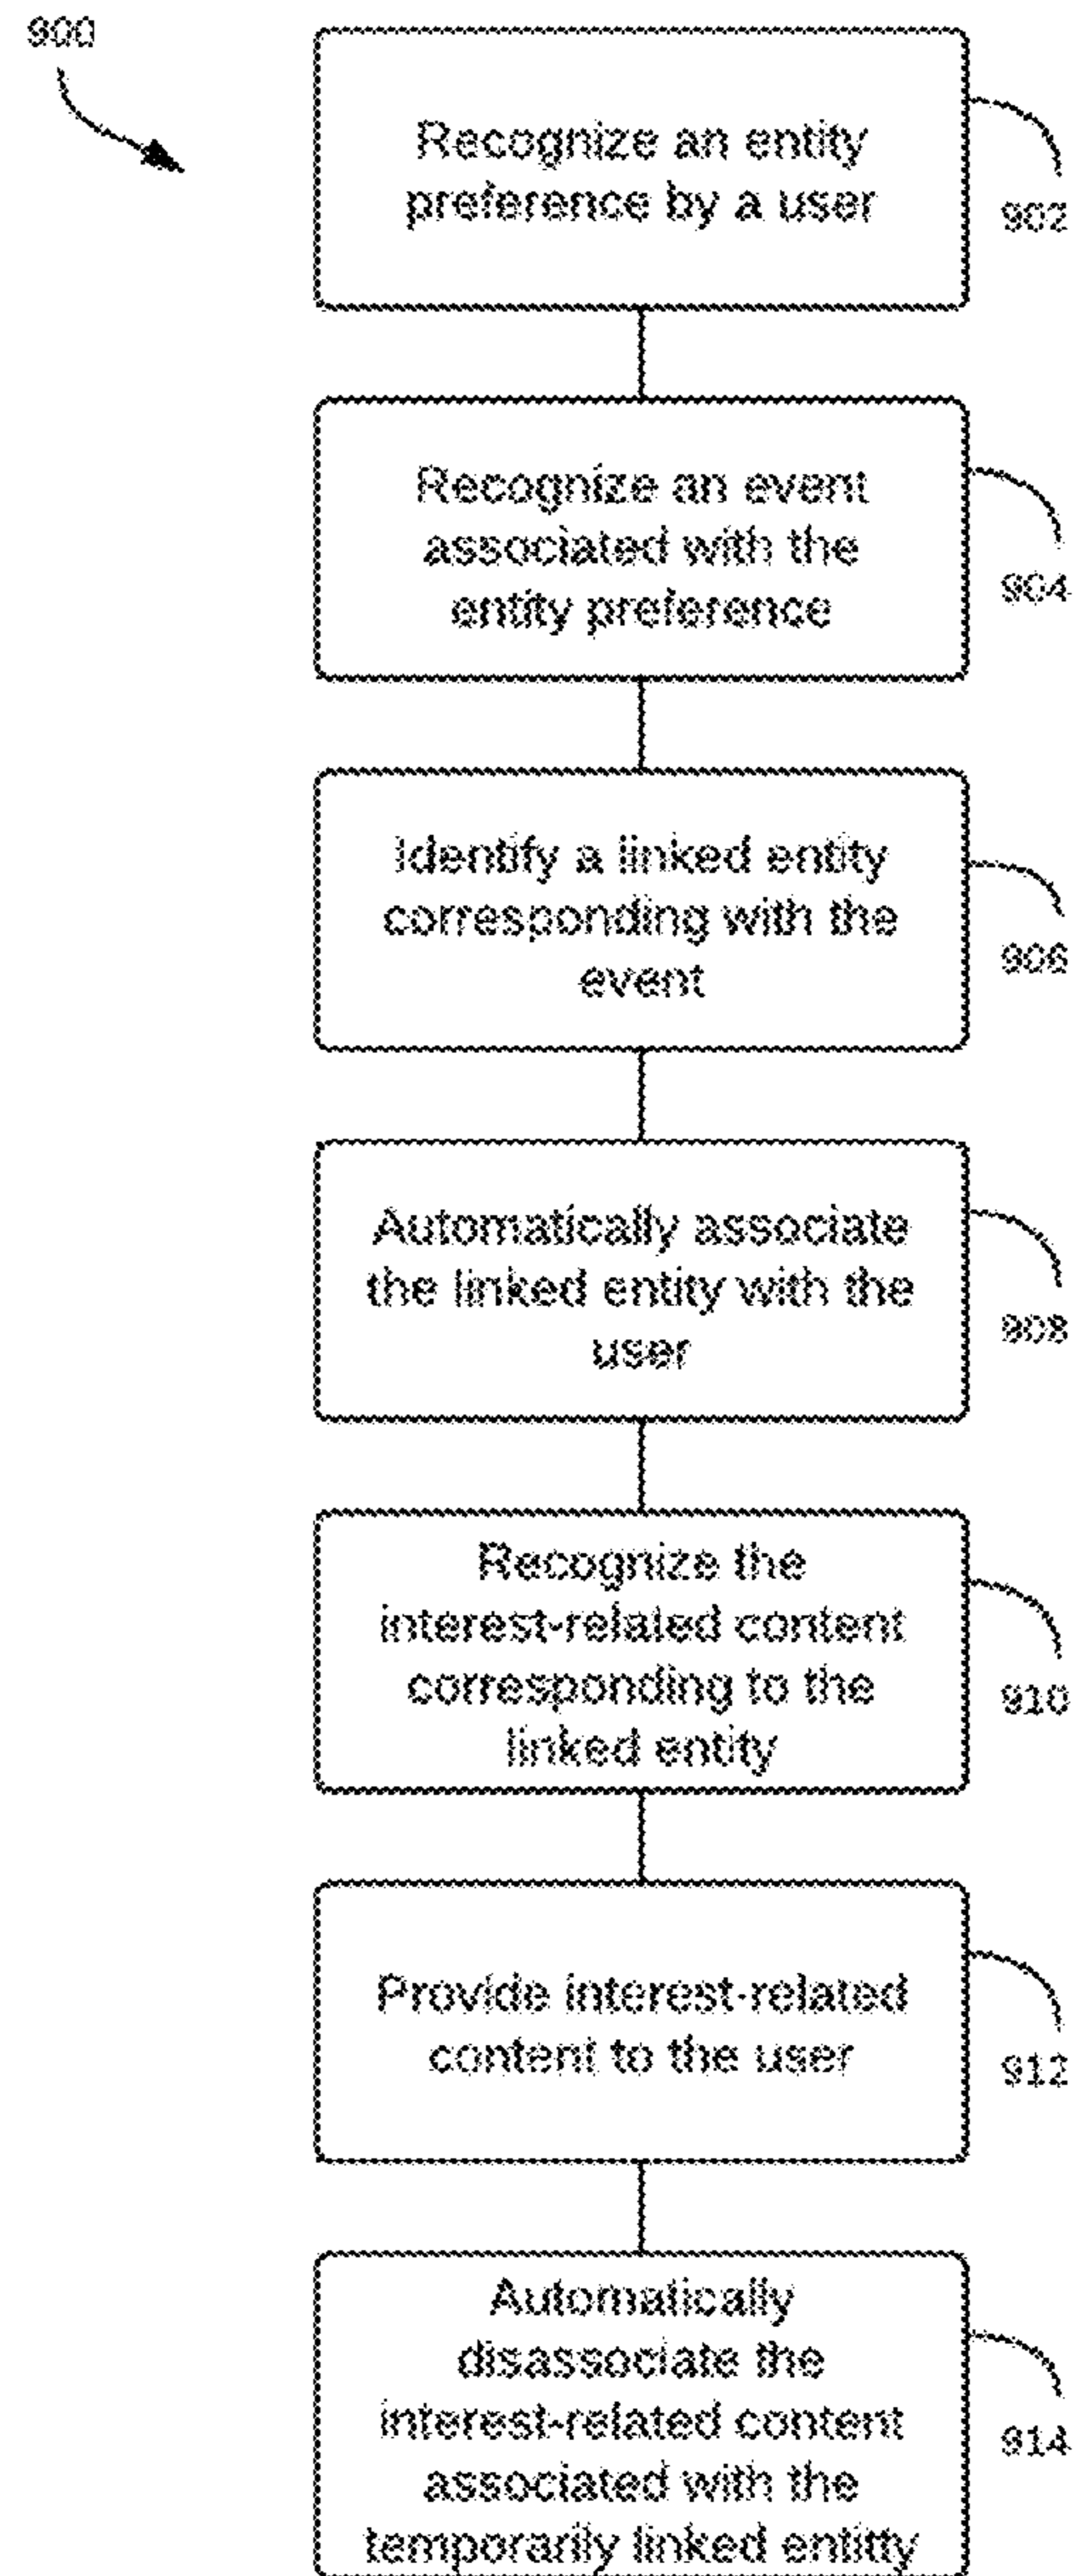 900
Recognize an entity
preference by a user
902
Recognize an event
associated with the
entity preference
904
Identify a linked entity
corresponding with the
event
906
Automatically associate
the linked entity with the
user
908
Recognize the
interest-related content
corresponding to the
linked entity
910
Provide interest-related
content to the user
912
Automatically
disassociate the
interest-related content
associated with the
temporarily linked entitty
914